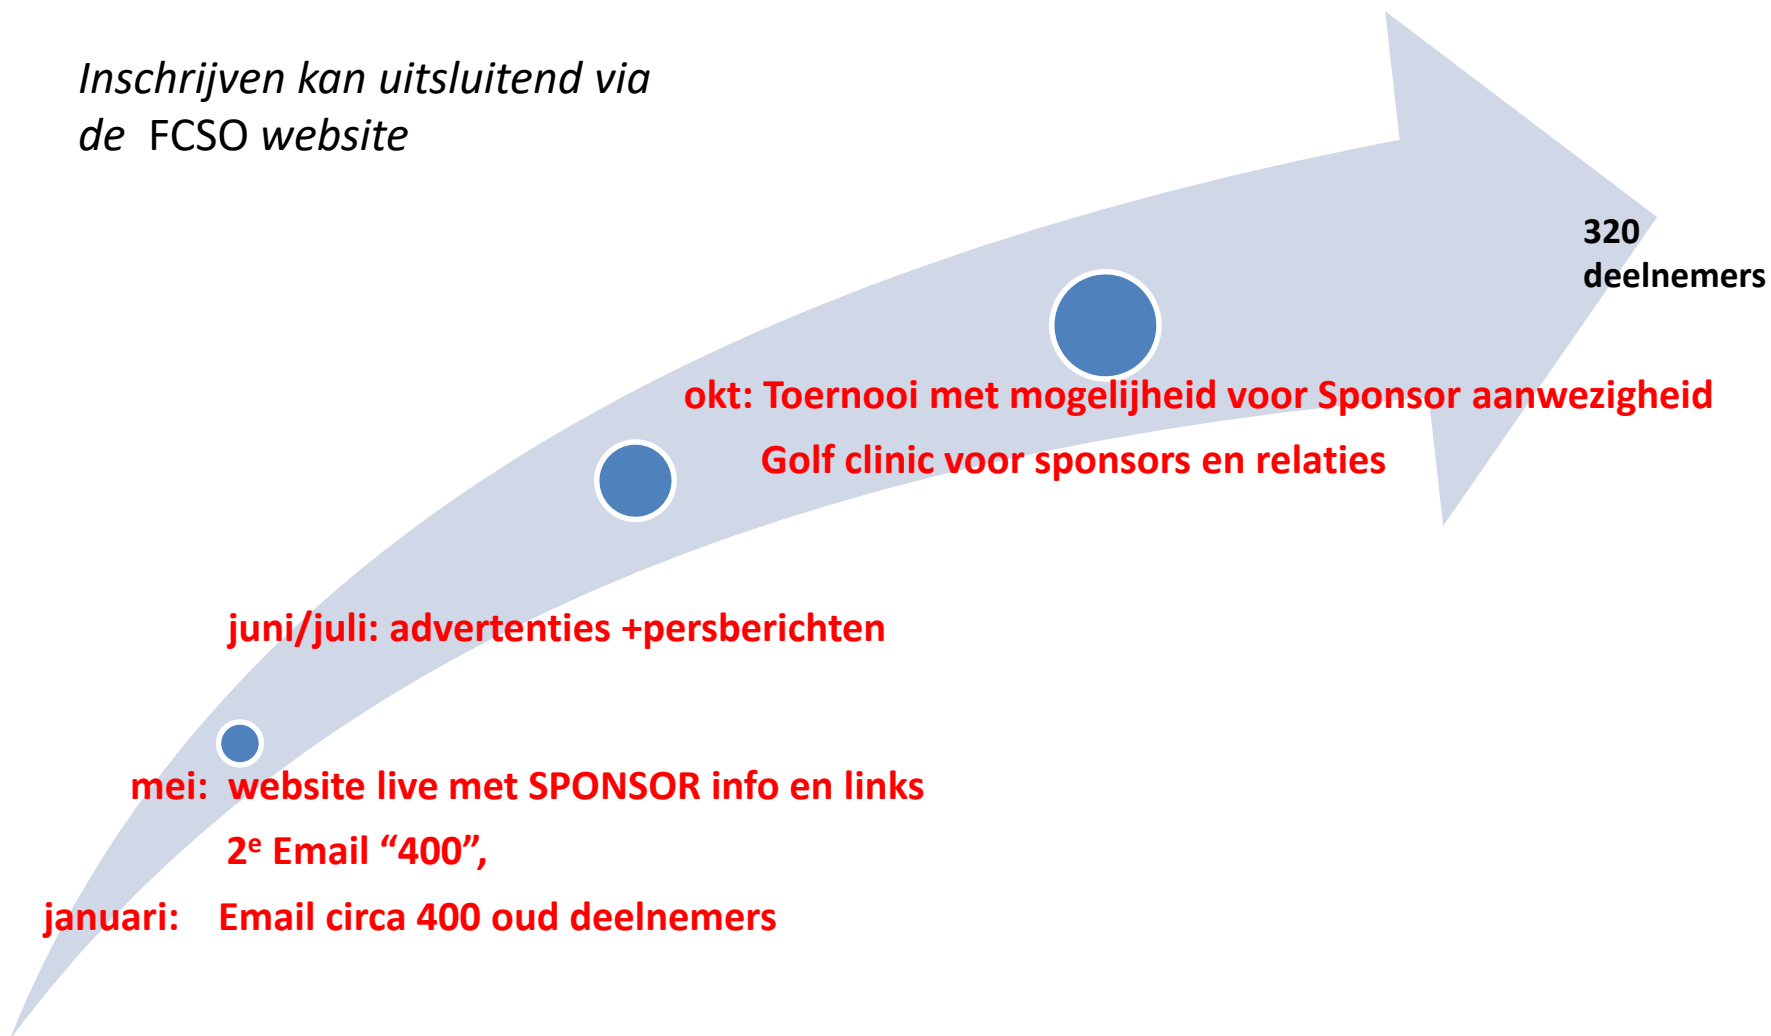 Inschrijven kan uitsluitend via
de FCSO website
320
deelnemers
okt: Toernooi met mogelijheid voor Sponsor aanwezigheid
Golf clinic voor sponsors en relaties
juni/juli: advertenties +persberichten
mei: website live met SPONSOR info en links
2e Email “400”,
januari: Email circa 400 oud deelnemers